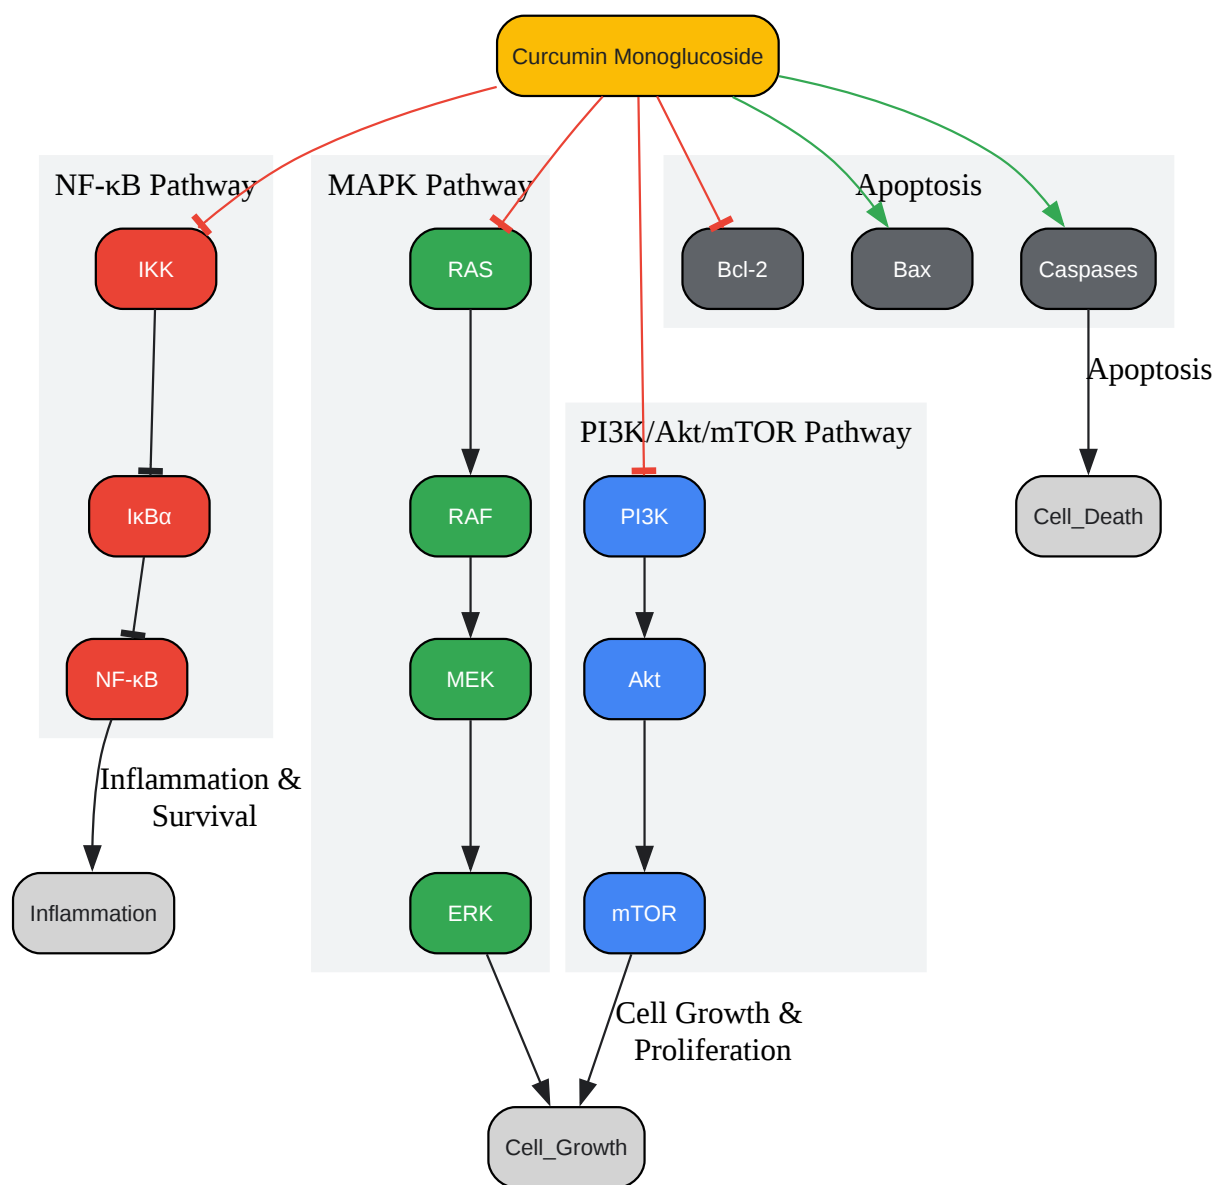 Curcumin Monoglucoside
NF-κB Pathway
MAPK Pathway
Apoptosis
IKK
RAS
Bcl-2
Bax
Caspases
Apoptosis
PI3K/Akt/mTOR Pathway
IκBα
RAF
PI3K
Cell_Death
NF-κB
MEK
Akt
Inflammation &
Survival
Inflammation
ERK
mTOR
Cell Growth &
Proliferation
Cell_Growth